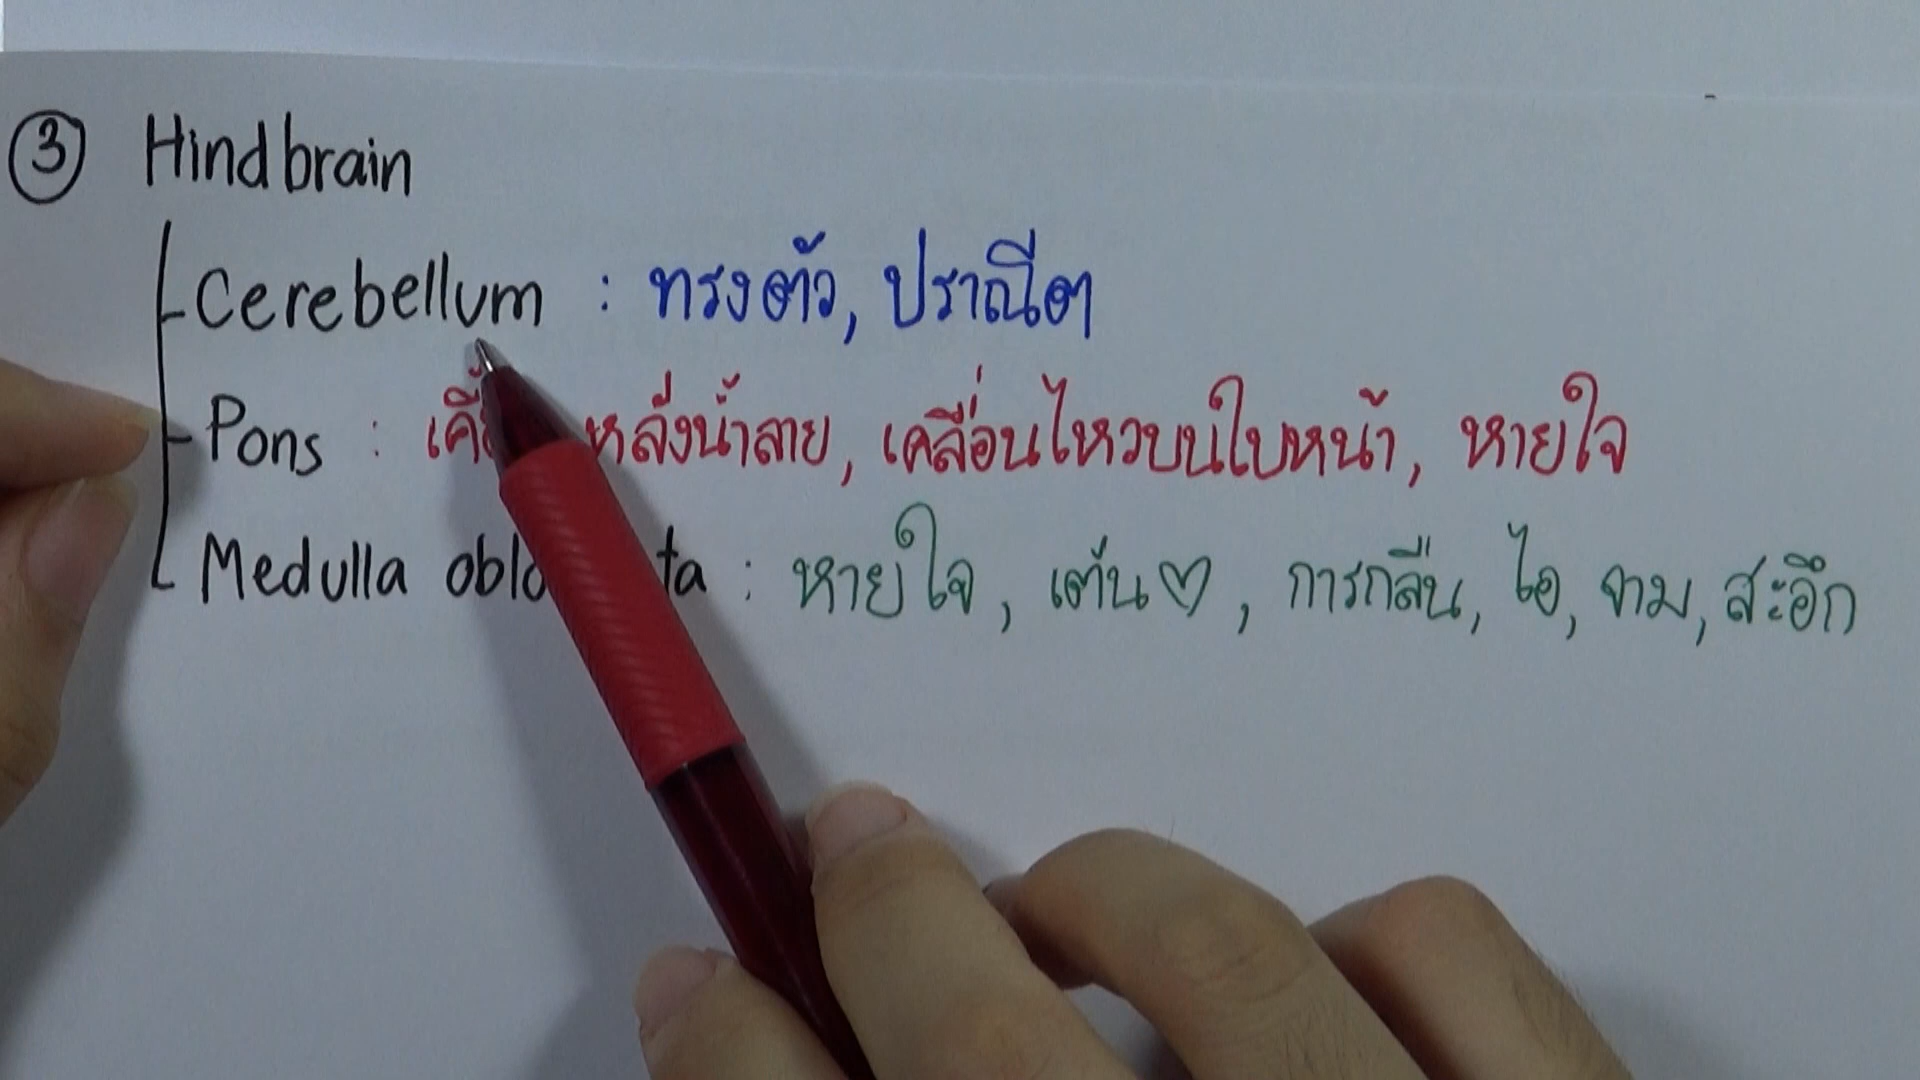 ③ Hindbrain
Cerebellum : ทรงตัว, ปราณีต
Pons : หลั่งน้ำลาย, เคลื่อนไหวบนใบหน้า, หายใจ
Medulla : หายใจ, เต้น♡, การกลืน, ไอ, จาม, สะอึก